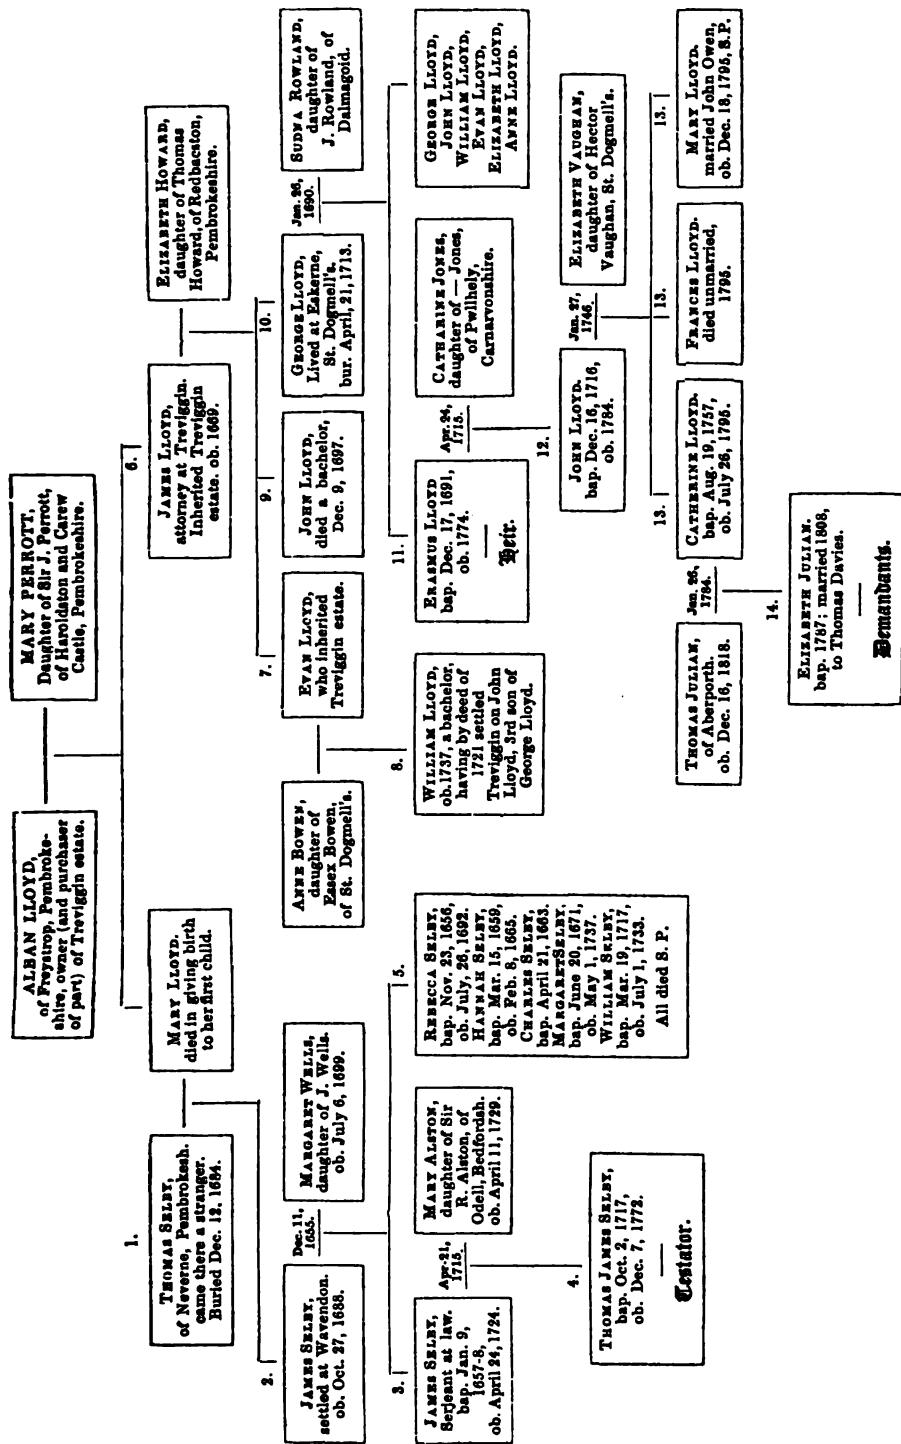 ALBAN LLOYD,
of Freystrop, Pembroke-
shire, owner (and purchaser
of part) of Treviggin estate.
MARY PERROTT,
Daughter of Sir J. Perrott,
of Haroldston and Carew
Castle, Pembrokeshire.
1.
THOMAS SELBY,
of Neverne, Pembrokesh.
came there a stranger.
Buried Dec. 12, 1684.
MARY LLOYD.
died in giving birth
to her first child.
6.
JAMES LLOYD,
attorney at Treviggin.
Inherited Treviggin
estate. ob. 1669.
ELIZABETH HOWARD,
daughter of Thomas
Howard, of Redbacston,
Pembrokeshire.
2.
JAMES SELBY,
settled at Wavendon.
ob. Oct. 27, 1688.
Dec. 11,
1655.
MARGARET WELLS,
daughter of J. Wells.
ob. July 6, 1699.
ANNE BOWEN,
daughter of
Essex Bowen,
of St. Dogmell's.
7.
EVAN LLOYD,
who inherited
Treviggin estate.
9.
JOHN LLOYD,
died a bachelor,
Dec. 9, 1697.
10.
GEORGE LLOYD,
Lived at Eskerne,
St. Dogmell's.
bur. April, 21, 1713.
Jan. 26,
1690.
SUDNA ROWLAND,
daughter of
J. Rowland, of
Dalmagoid.
3.
JAMES SELBY,
Serjeant at law.
bap. Jan. 9,
1657-8,
ob. April 24, 1724.
Apr. 21,
1715.
MARY ALSTON,
daughter of Sir
R. Alston, of
Odell, Bedfordsh.
ob. April 11, 1729.
5.
REBECCA SELBY,
bap. Nov. 23, 1656,
ob. July, 26, 1692.
HANNAH SELBY,
bap. Mar. 15, 1659,
ob. Feb. 8, 1665.
CHARLES SELBY,
bap. April 21, 1663.
MARGARET SELBY,
bap. June 20, 1671,
ob. May 1, 1737.
WILLIAM SELBY,
bap. Mar. 19, 1717,
ob. July 1, 1733.
All died S. P.
8.
WILLIAM LLOYD,
ob. 1737, a bachelor,
having by deed of
1721 settled
Treviggin on John
Lloyd, 3rd son of
George Lloyd.
11.
ERASMUS LLOYD
bap. Dec. 17, 1691,
ob. 1774.
Heir.
Apr. 24,
1715.
CATHARINE JONES,
daughter of — Jones,
of Pwllhely,
Carnarvonshire.
GEORGE LLOYD,
JOHN LLOYD,
WILLIAM LLOYD,
EVAN LLOYD,
ELIZABETH LLOYD,
ANNE LLOYD.
4.
THOMAS JAMES SELBY,
bap. Oct. 2, 1717,
ob. Dec. 7, 1772.
Testator.
12.
JOHN LLOYD.
bap. Dec. 16, 1716,
ob. 1784.
Jan. 27,
1746.
ELIZABETH VAUGHAN,
daughter of Hector
Vaughan, St. Dogmell's.
THOMAS JULIAN,
of Aberporth.
ob. Dec. 16, 1818.
Jan. 26,
1784.
13.
CATHERINE LLOYD.
bap. Aug. 19, 1757,
ob. July 26, 1795.
13.
FRANCES LLOYD.
died unmarried,
1795.
13.
MARY LLOYD.
married John Owen,
ob. Dec. 18, 1795, S.P.
14.
ELIZABETH JULIAN.
bap. 1787; married 1808,
to Thomas Davies.
Demandants.